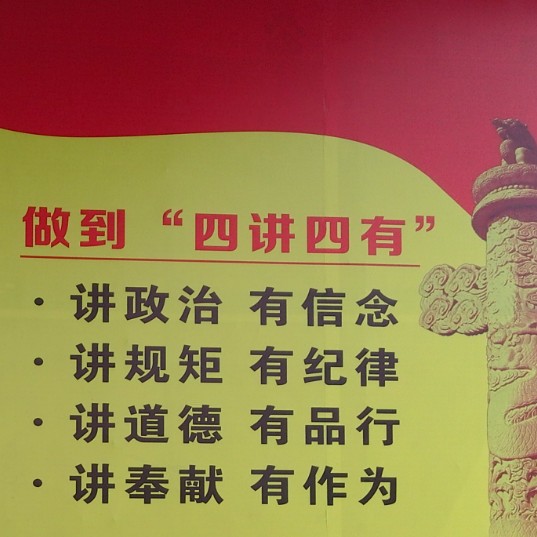 做到“四讲四有”
· 讲政治 有信念
· 讲规矩 有纪律
· 讲道德 有品行
· 讲奉献 有作为